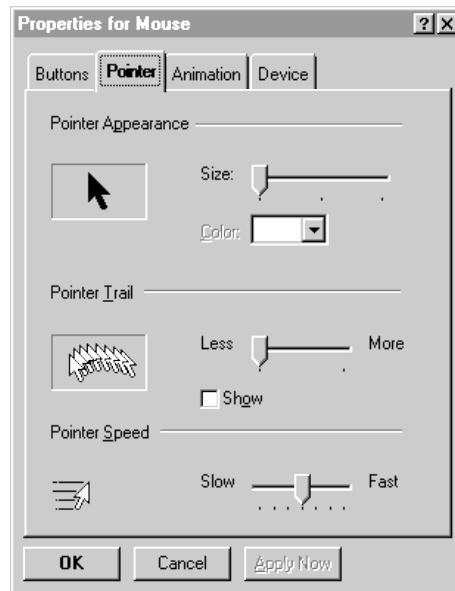 Properties for Mouse ? X
Buttons Pointer Animation Device
Pointer Appearance
Size:
Color:
Pointer Trail
Less More
Show
Pointer Speed
Slow Fast
OK Cancel Apply Now